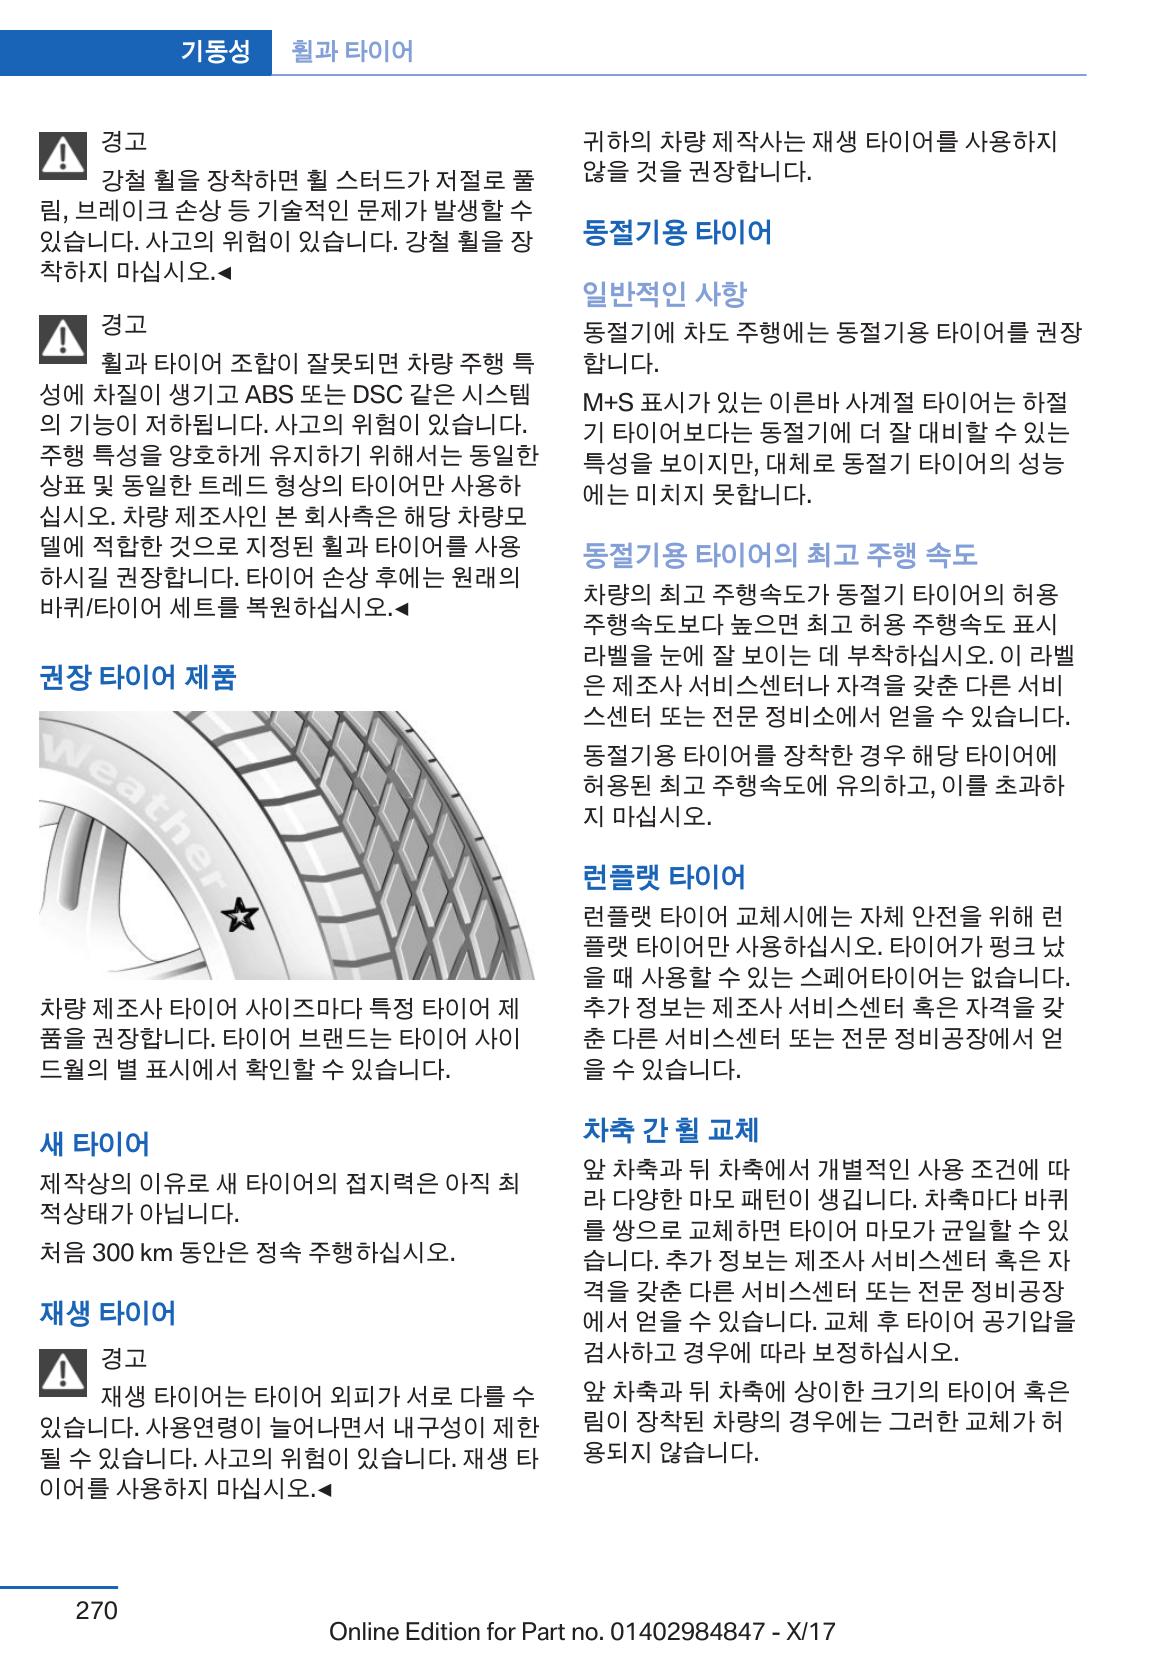 기동성 휠과 타이어
경고
강철 휠을 장착하면 휠 스터드가 저절로 풀
림, 브레이크 손상 등 기술적인 문제가 발생할 수
있습니다. 사고의 위험이 있습니다. 강철 휠을 장
착하지 마십시오.◄
경고
휠과 타이어 조합이 잘못되면 차량 주행 특
성에 차질이 생기고 ABS 또는 DSC 같은 시스템
의 기능이 저하됩니다. 사고의 위험이 있습니다.
주행 특성을 양호하게 유지하기 위해서는 동일한
상표 및 동일한 트레드 형상의 타이어만 사용하
십시오. 차량 제조사인 본 회사측은 해당 차량모
델에 적합한 것으로 지정된 휠과 타이어를 사용
하시길 권장합니다. 타이어 손상 후에는 원래의
바퀴/타이어 세트를 복원하십시오.◄
권장 타이어 제품
Weather
차량 제조사 타이어 사이즈마다 특정 타이어 제
품을 권장합니다. 타이어 브랜드는 타이어 사이
드월의 별 표시에서 확인할 수 있습니다.
새 타이어
제작상의 이유로 새 타이어의 접지력은 아직 최
적상태가 아닙니다.
처음 300 km 동안은 정속 주행하십시오.
재생 타이어
경고
재생 타이어는 타이어 외피가 서로 다를 수
있습니다. 사용연령이 늘어나면서 내구성이 제한
될 수 있습니다. 사고의 위험이 있습니다. 재생 타
이어를 사용하지 마십시오.◄
귀하의 차량 제작사는 재생 타이어를 사용하지
않을 것을 권장합니다.
동절기용 타이어
일반적인 사항
동절기에 차도 주행에는 동절기용 타이어를 권장
합니다.
M+S 표시가 있는 이른바 사계절 타이어는 하절
기 타이어보다는 동절기에 더 잘 대비할 수 있는
특성을 보이지만, 대체로 동절기 타이어의 성능
에는 미치지 못합니다.
동절기용 타이어의 최고 주행 속도
차량의 최고 주행속도가 동절기 타이어의 허용
주행속도보다 높으면 최고 허용 주행속도 표시
라벨을 눈에 잘 보이는 데 부착하십시오. 이 라벨
은 제조사 서비스센터나 자격을 갖춘 다른 서비
스센터 또는 전문 정비소에서 얻을 수 있습니다.
동절기용 타이어를 장착한 경우 해당 타이어에
허용된 최고 주행속도에 유의하고, 이를 초과하
지 마십시오.
런플랫 타이어
런플랫 타이어 교체시에는 자체 안전을 위해 런
플랫 타이어만 사용하십시오. 타이어가 펑크 났
을 때 사용할 수 있는 스페어타이어는 없습니다.
추가 정보는 제조사 서비스센터 혹은 자격을 갖
춘 다른 서비스센터 또는 전문 정비공장에서 얻
을 수 있습니다.
차축 간 휠 교체
앞 차축과 뒤 차축에서 개별적인 사용 조건에 따
라 다양한 마모 패턴이 생깁니다. 차축마다 바퀴
를 쌍으로 교체하면 타이어 마모가 균일할 수 있
습니다. 추가 정보는 제조사 서비스센터 혹은 자
격을 갖춘 다른 서비스센터 또는 전문 정비공장
에서 얻을 수 있습니다. 교체 후 타이어 공기압을
검사하고 경우에 따라 보정하십시오.
앞 차축과 뒤 차축에 상이한 크기의 타이어 혹은
림이 장착된 차량의 경우에는 그러한 교체가 허
용되지 않습니다.
270
Online Edition for Part no. 01402984847 - X/17